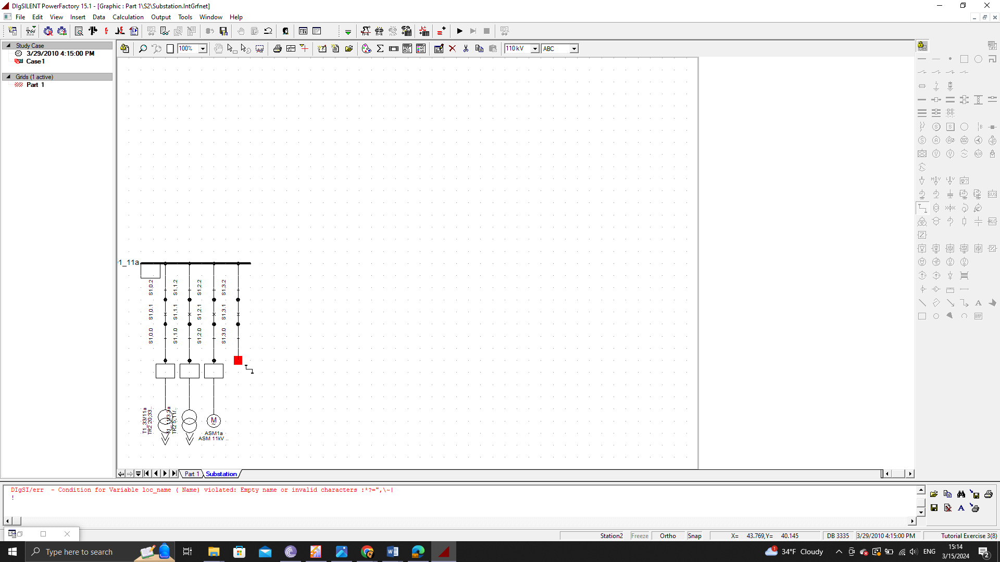 DIgSILENT PowerFactory 15.1 - [Graphic : Part 1\S2\Substation.IntGrfnet]
File Edit View Insert Data Calculation Output Tools Window Help
100%
110 kV
ABC
Study Case
3/29/2010 4:15:00 PM
Case1
Grids (1 active)
Part 1
1_11a
S1,0.2
S1,1.2
S1,2.2
S1,3.2
S1,0.1
S1,1.1
S1,2.1
S1,3.1
S1,0.0
S1,1.0
S1,2.0
S1,3.0
T1_33/11a
TR2 20;33..
TR2 5;11/..
M
ASM1a
ASM 11kV ..
Part 1
Substation
DIgSI/err - Condition for Variable loc_name ( Name) violated: Empty name or invalid characters :*?=",\~|
!
Station2
Freeze
Ortho
Snap
X= 43.769,Y= 40.145
DB 3335
3/29/2010 4:15:00 PM
Tutorial Exercise 3(8)
Type here to search
1
34°F Cloudy
ENG
15:14
3/15/2024
2